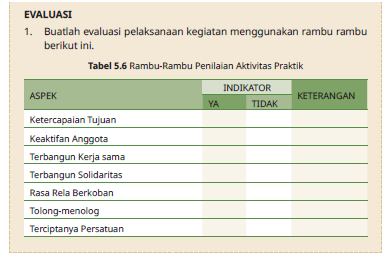 EVALUASI
1. Buatlah evaluasi pelaksanaan kegiatan menggunakan rambu rambu
berikut ini.
Tabel 5.6 Rambu-Rambu Penilaian Aktivitas Praktik
ASPEK INDIKATOR KETERANGAN
YA TIDAK
Ketercapaian Tujuan
Keaktifan Anggota
Terbangun Kerja sama
Terbangun Solidaritas
Rasa Rela Berkoban
Tolong-menolog
Terciptanya Persatuan